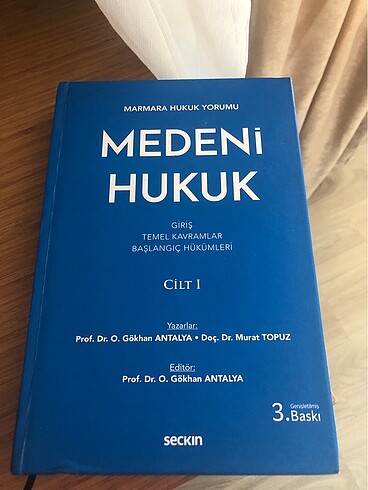 MARMARA HUKUK YORUMU
MEDENİ
HUKUK
GİRİŞ
TEMEL KAVRAMLAR
BAŞLANGIÇ HÜKÜMLERİ
CİLT I
Yazarlar:
Prof. Dr. O. Gökhan ANTALYA • Doç. Dr. Murat TOPUZ
Editör:
Prof. Dr. O. Gökhan ANTALYA
3. Genişletilmiş
Baskı
seckin